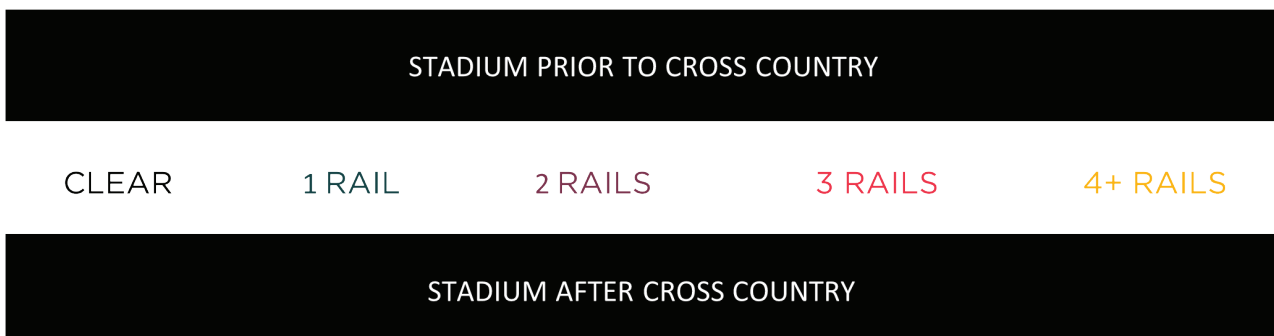 STADIUM PRIOR TO CROSS COUNTRY
CLEAR 1 RAIL 2 RAILS 3 RAILS 4+ RAILS
STADIUM AFTER CROSS COUNTRY